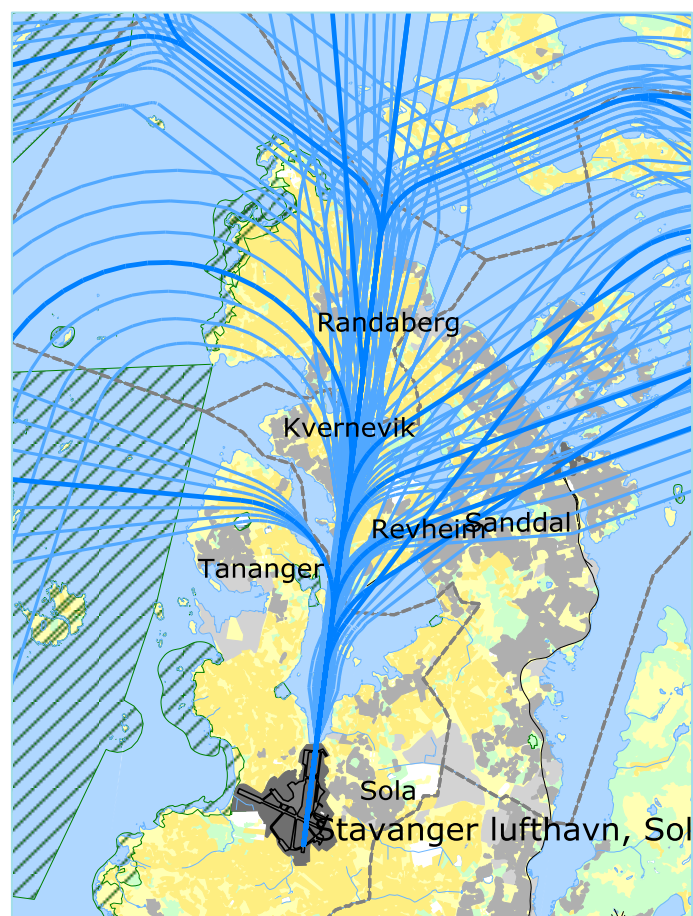 Randaberg
Kvernevik
Sanddal
Revheim
Tananger
Sola
Stavanger lufthavn, Sol